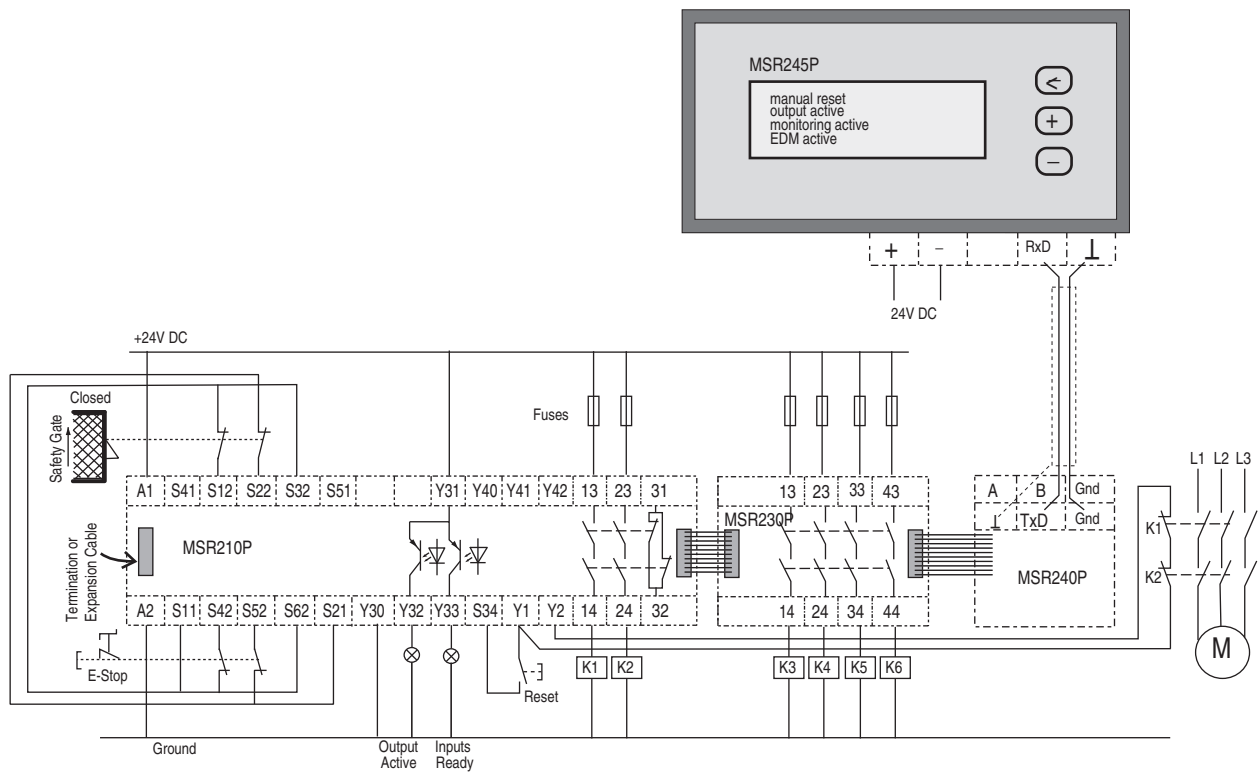 MSR245P
manual reset
output active
monitoring active
EDM active
<
+
−
+ − RxD ⊥
24V DC
+24V DC
Closed
Safety Gate
Fuses
L1 L2 L3
A1 S41 S12 S22 S32 S51 Y31 Y40 Y41 Y42 13 23 31
13 23 33 43
A B Gnd
⊥ TxD Gnd
Termination or
Expansion Cable
MSR210P
MSR230P
MSR240P
K1
K2
A2 S11 S42 S52 S62 S21 Y30 Y32 Y33 S34 Y1 Y2 14 24 32
14 24 34 44
E-Stop
Reset
K1 K2
K3 K4 K5 K6
M
Ground
Output
Active
Inputs
Ready